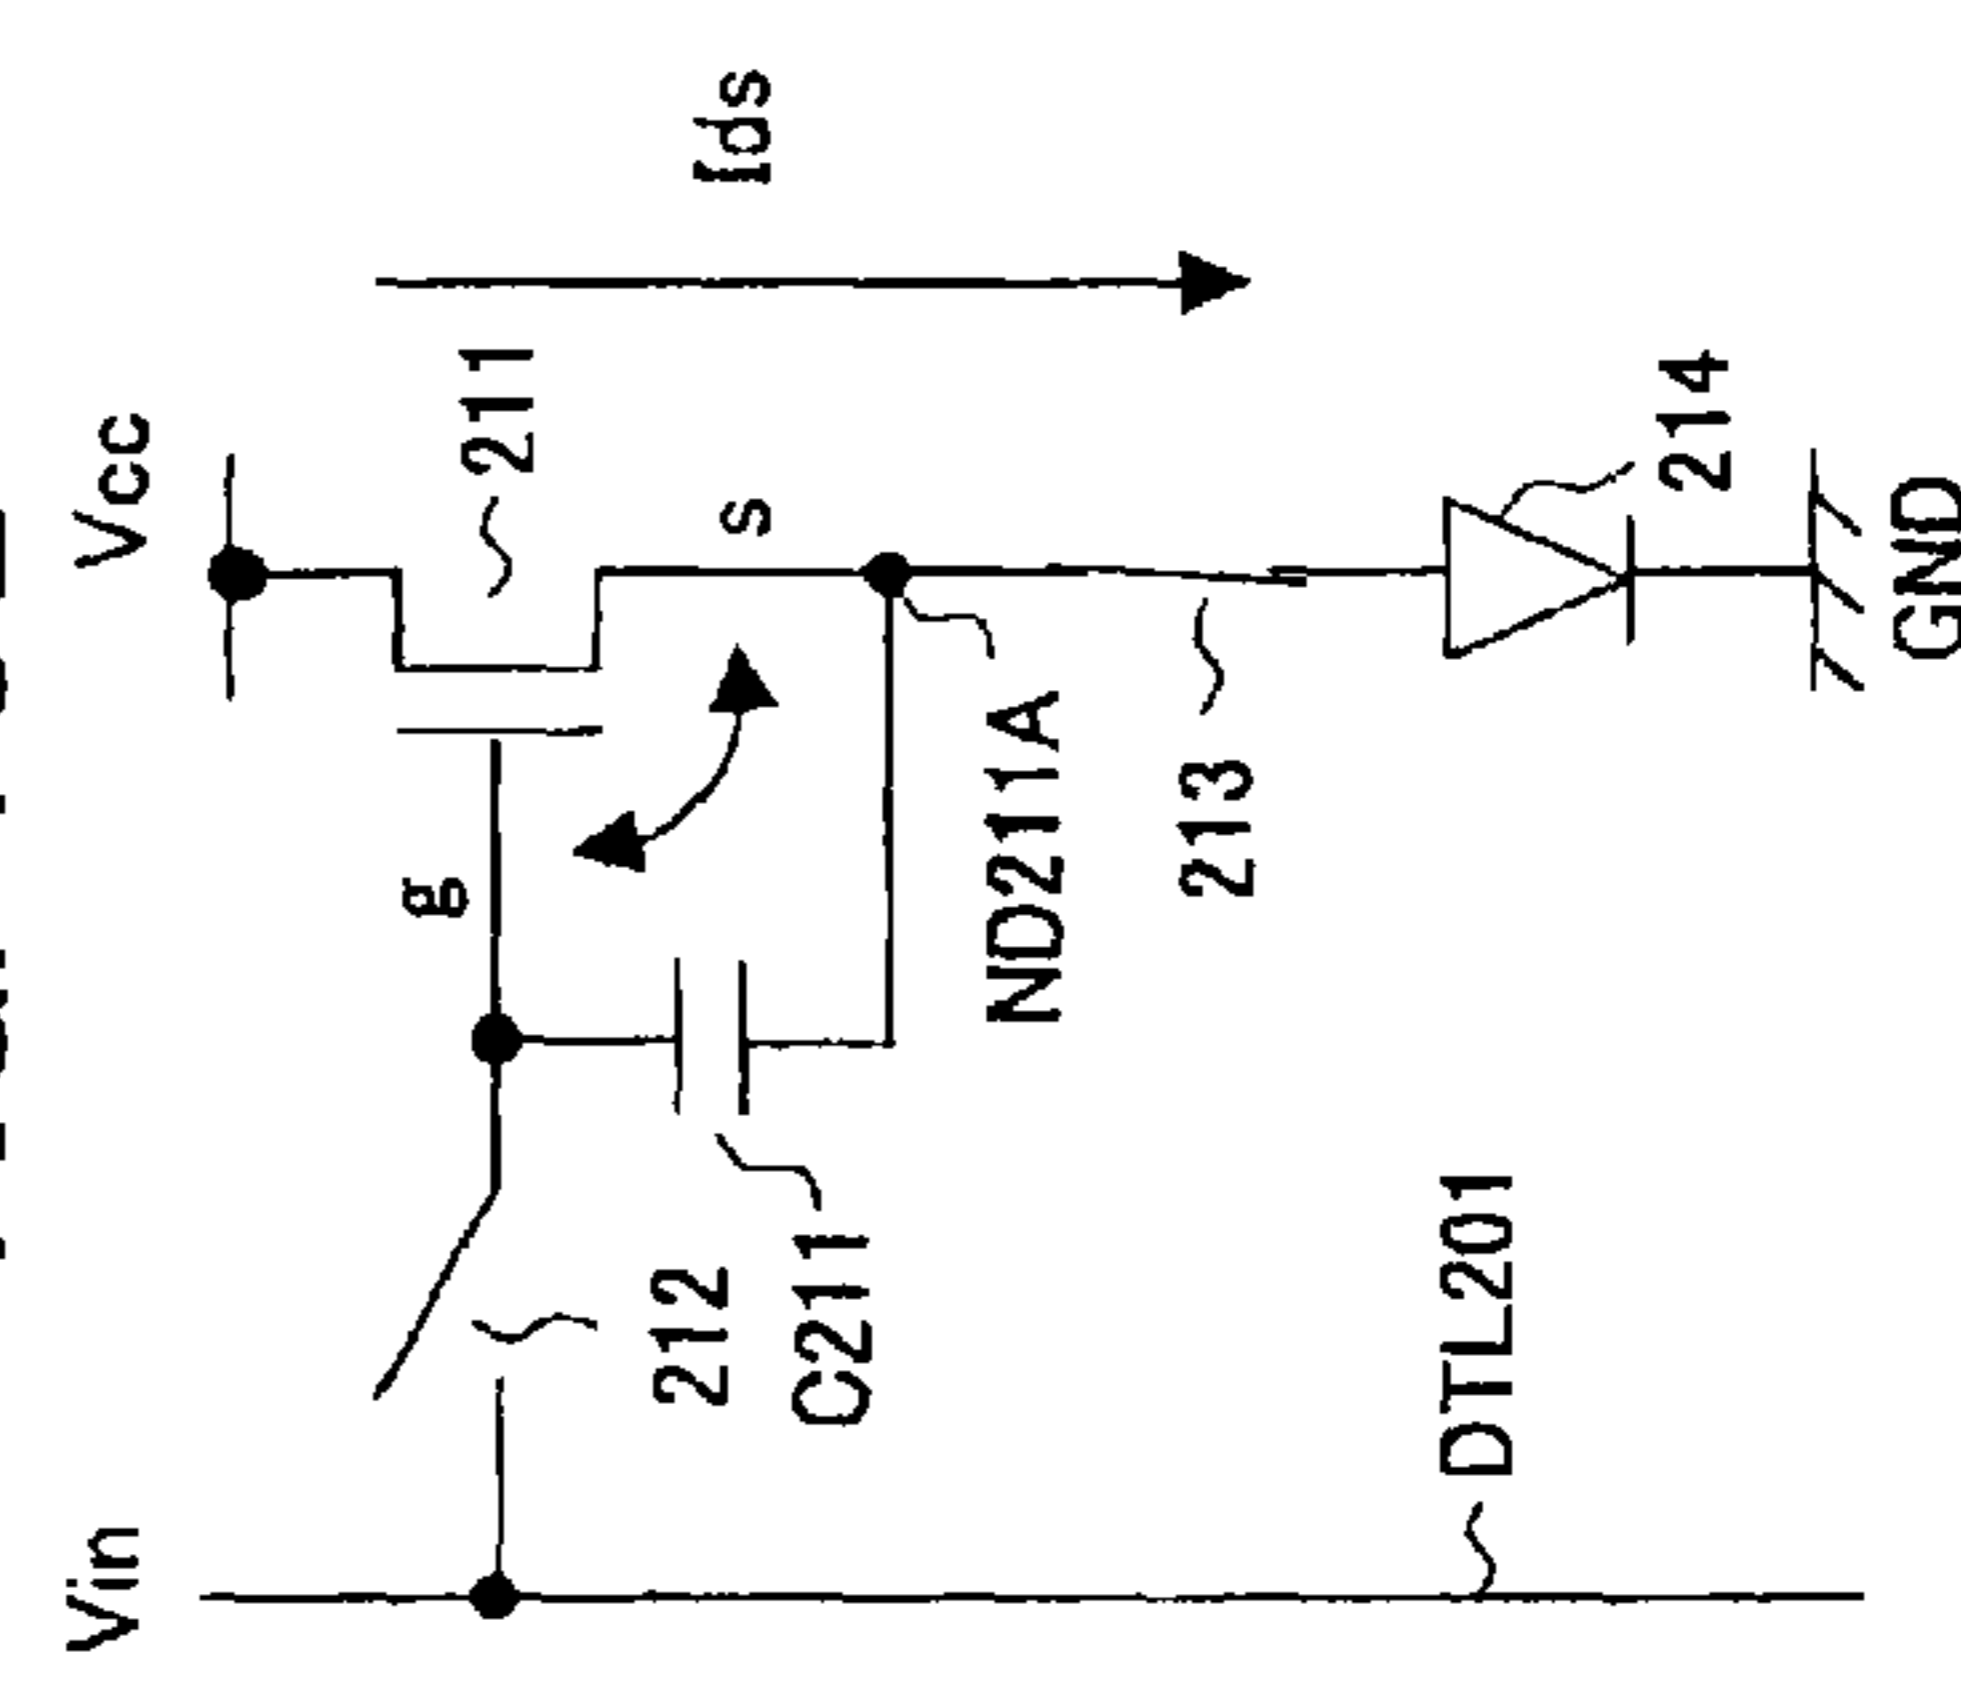 Vin
Vcc
212
C211
g
211
s
Ids
ND211A
213
DTL201
214
GND